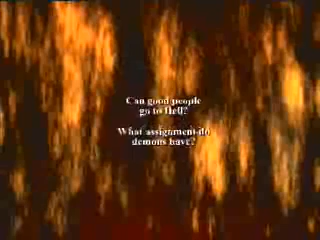 Can good people
go to Hell?
What assignment do
demons have?